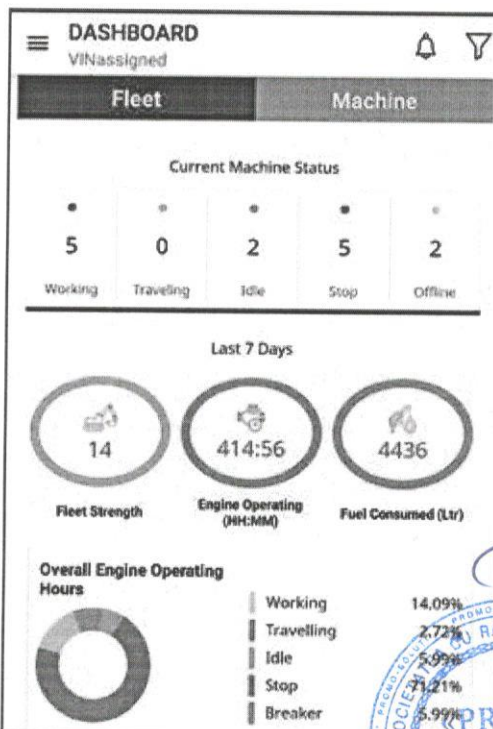 DASHBOARD
VINassigned
Fleet
Machine
Current Machine Status
5
0
2
5
2
Working
Traveling
Idle
Stop
Offline
Last 7 Days
14
414:56
4436
Fleet Strength
Engine Operating
(HH:MM)
Fuel Consumed (Ltr)
Overall Engine Operating
Hours
Working 14.09%
Travelling 2.72%
Idle 5.99%
Stop 71.21%
Breaker 5.99%